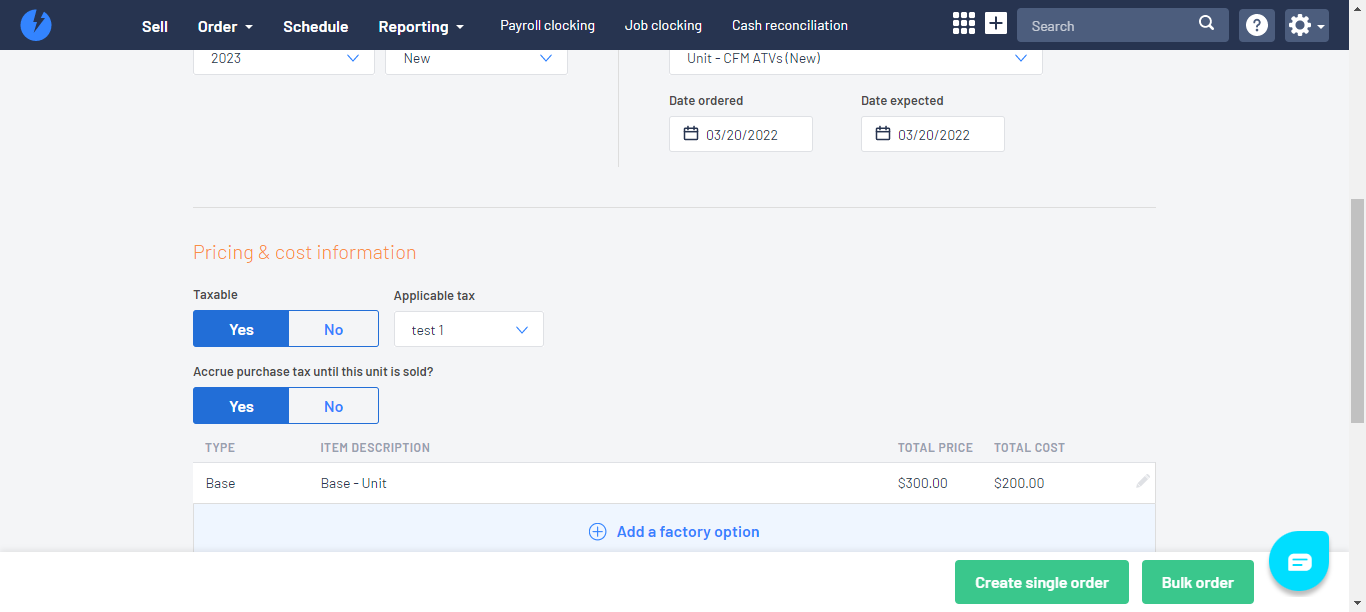 Sell Order Schedule Reporting Payroll clocking Job clocking Cash reconciliation Search
2023 New Unit - CFM ATVs (New)
Date ordered Date expected
03/20/2022 03/20/2022
Pricing & cost information
Taxable Applicable tax
Yes No test 1
Accrue purchase tax until this unit is sold?
Yes No
TYPE ITEM DESCRIPTION TOTAL PRICE TOTAL COST
Base Base - Unit $300.00 $200.00
Add a factory option
Create single order Bulk order